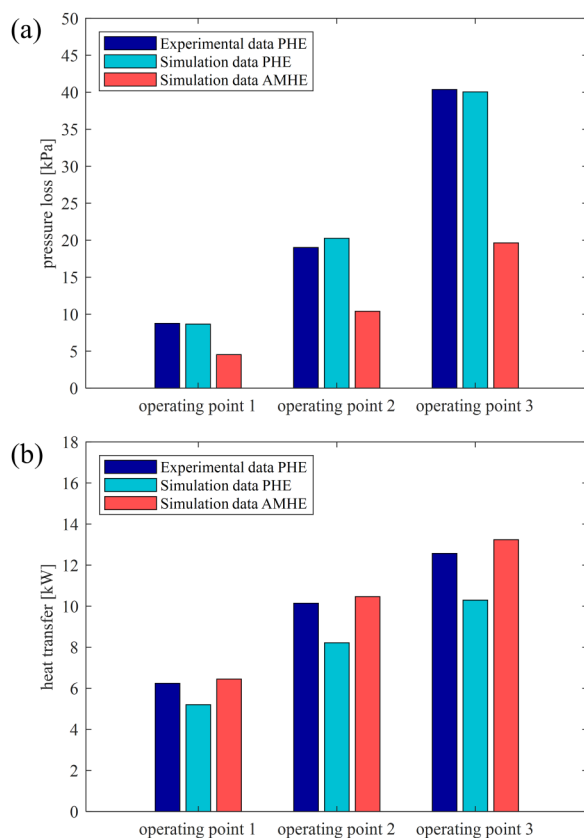 (a)
50
45
40
35
30
25
20
15
10
5
0
pressure loss [kPa]
Experimental data PHE
Simulation data PHE
Simulation data AMHE
operating point 1 operating point 2 operating point 3
(b)
18
16
14
12
10
8
6
4
2
0
heat transfer [kW]
Experimental data PHE
Simulation data PHE
Simulation data AMHE
operating point 1 operating point 2 operating point 3